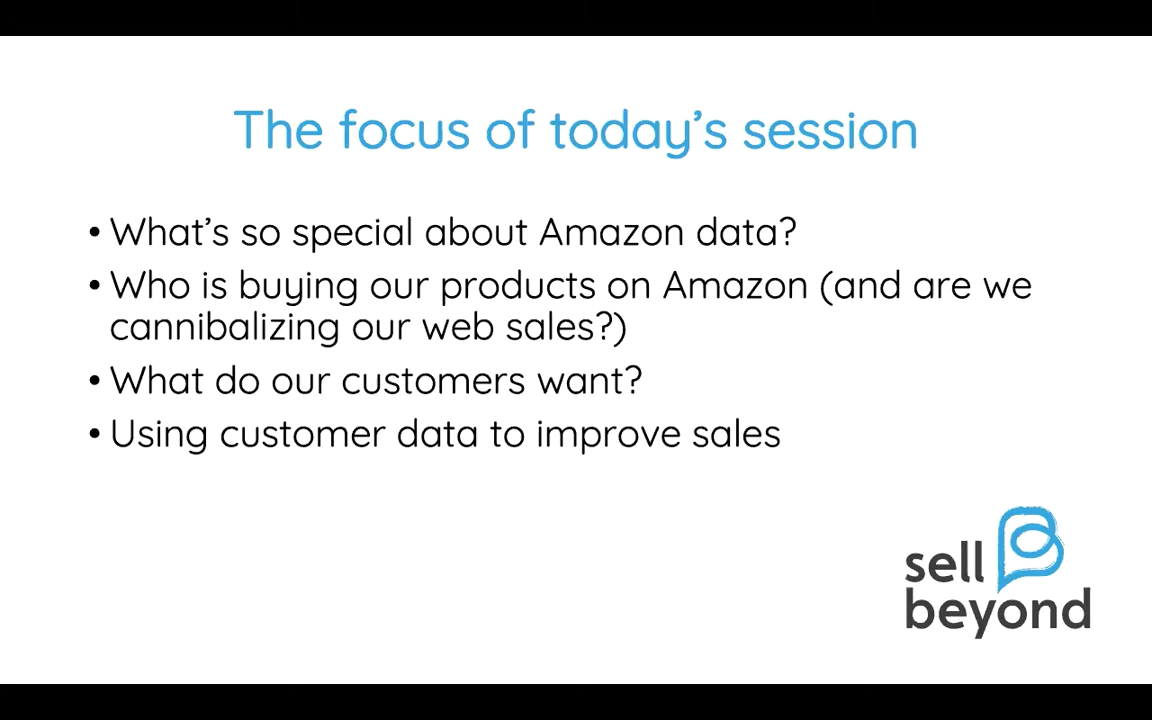 The focus of today's session
• What's so special about Amazon data?
• Who is buying our products on Amazon (and are we
cannibalizing our web sales?)
• What do our customers want?
• Using customer data to improve sales
sell
beyond